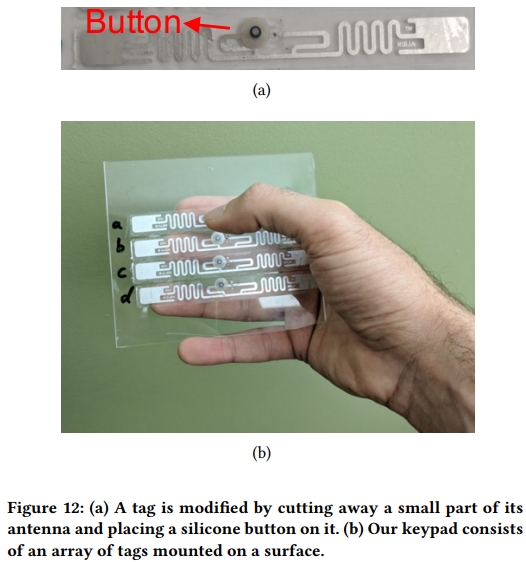 Button
(a)
a
b
c
d
(b)
Figure 12: (a) A tag is modified by cutting away a small part of its
antenna and placing a silicone button on it. (b) Our keypad consists
of an array of tags mounted on a surface.